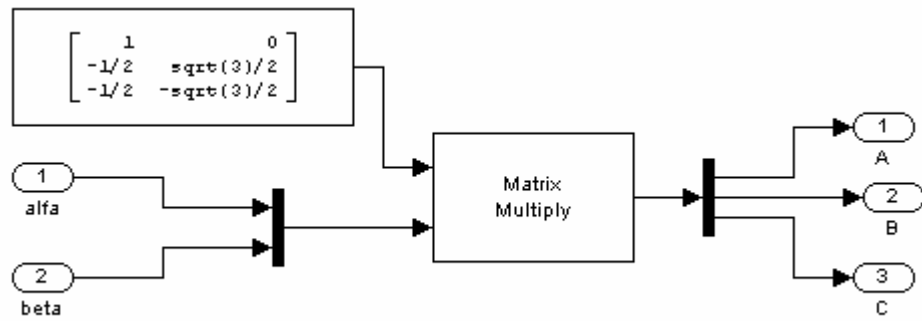 1 0
-1/2 sqrt(3)/2
-1/2 -sqrt(3)/2
1
alfa
2
beta
Matrix
Multiply
1
A
2
B
3
C